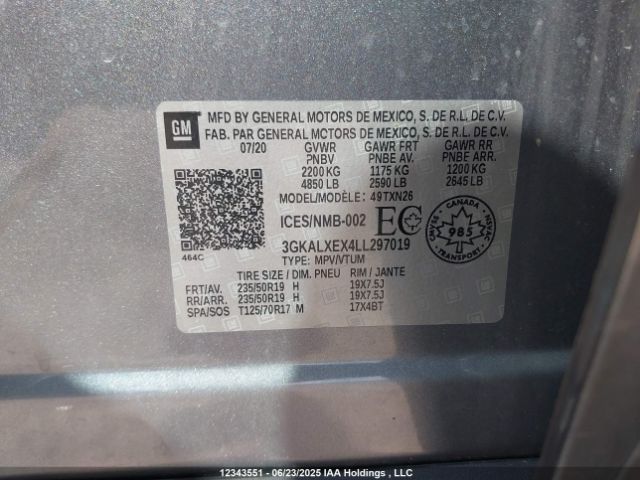 GM
MFD BY GENERAL MOTORS DE MEXICO, S. DE R.L. DE C.V.
FAB. PAR GENERAL MOTORS DE MEXICO, S. DE R.L. DE C.V.
07/20 GVWR GAWR FRT GAWR RR
PNBV PNBE AV. PNBE ARR.
2200 KG 1175 KG 1200 KG
4850 LB 2590 LB 2645 LB
MODEL/MODÈLE: 49TXN26
ICES/NMB-002 EC
CMVSS
985
NSVAC
464C
3GKALXEX4LL297019
TYPE: MPV/VTUM
TIRE SIZE / DIM. PNEU RIM / JANTE
FRT/AV. 235/50R19 H 19X7.5J
RR/ARR. 235/50R19 H 19X7.5J
SPA/SOS T125/70R17 M 17X4BT
12343551 - 06/23/2025 IAA Holdings , LLC